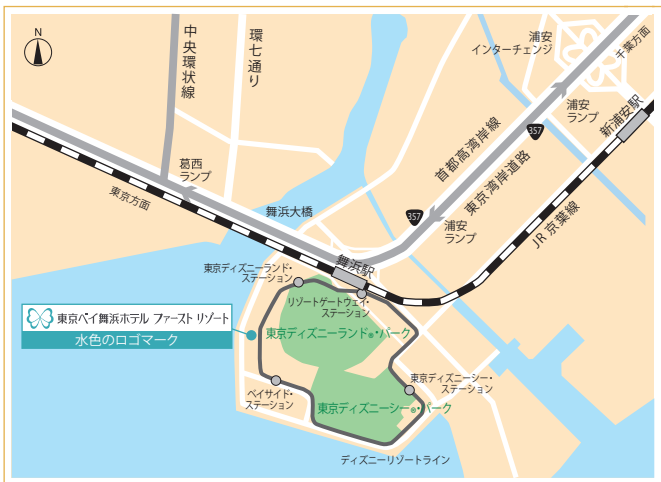 N
中央環状線
環七通り
浦安
インターチェンジ
千葉方面
浦安
ランプ
新浦安駅
357
首都高湾岸線
東京湾岸道路
葛西
ランプ
東京方面
舞浜大橋
357
浦安
ランプ
JR京葉線
舞浜駅
東京ディズニーランド・
ステーション
リゾートゲートウェイ・
ステーション
東京ベイ舞浜ホテル ファースト リゾート
水色のロゴマーク
東京ディズニーランド®・パーク
東京ディズニーシー・
ステーション
ベイサイド・
ステーション
東京ディズニーシー®・パーク
ディズニーリゾートライン